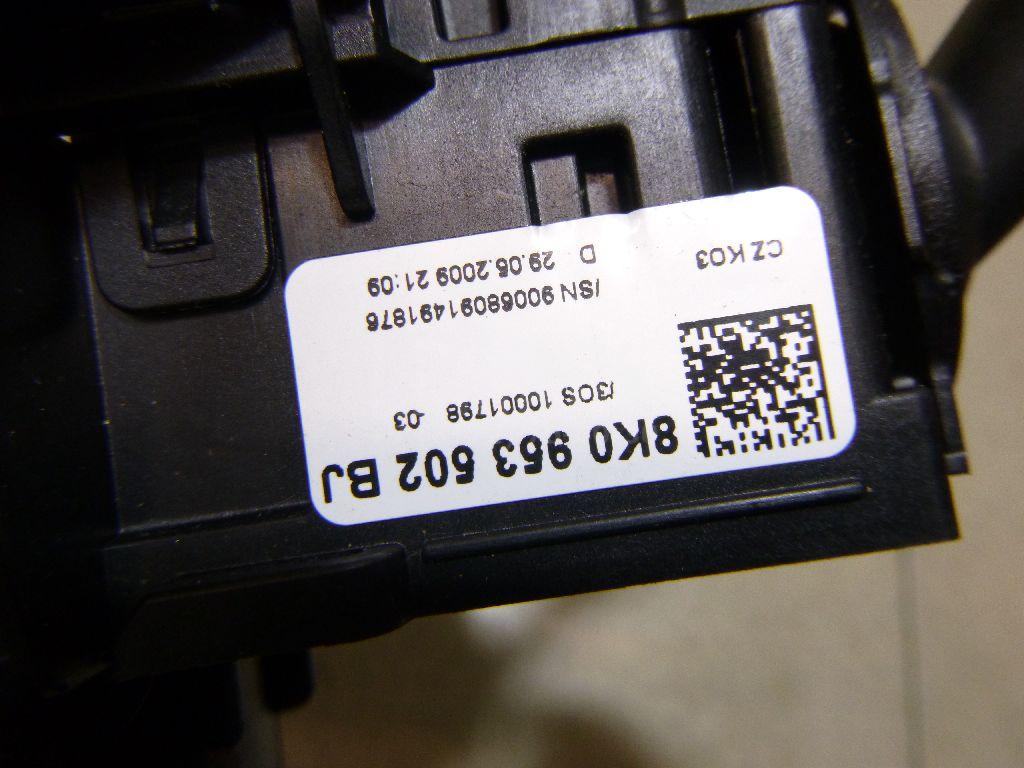 8K0 953 502 BJ
/3OS 10001798 -03
/SN 90068091491876
D 29.05.2009 21:09
CZ K03